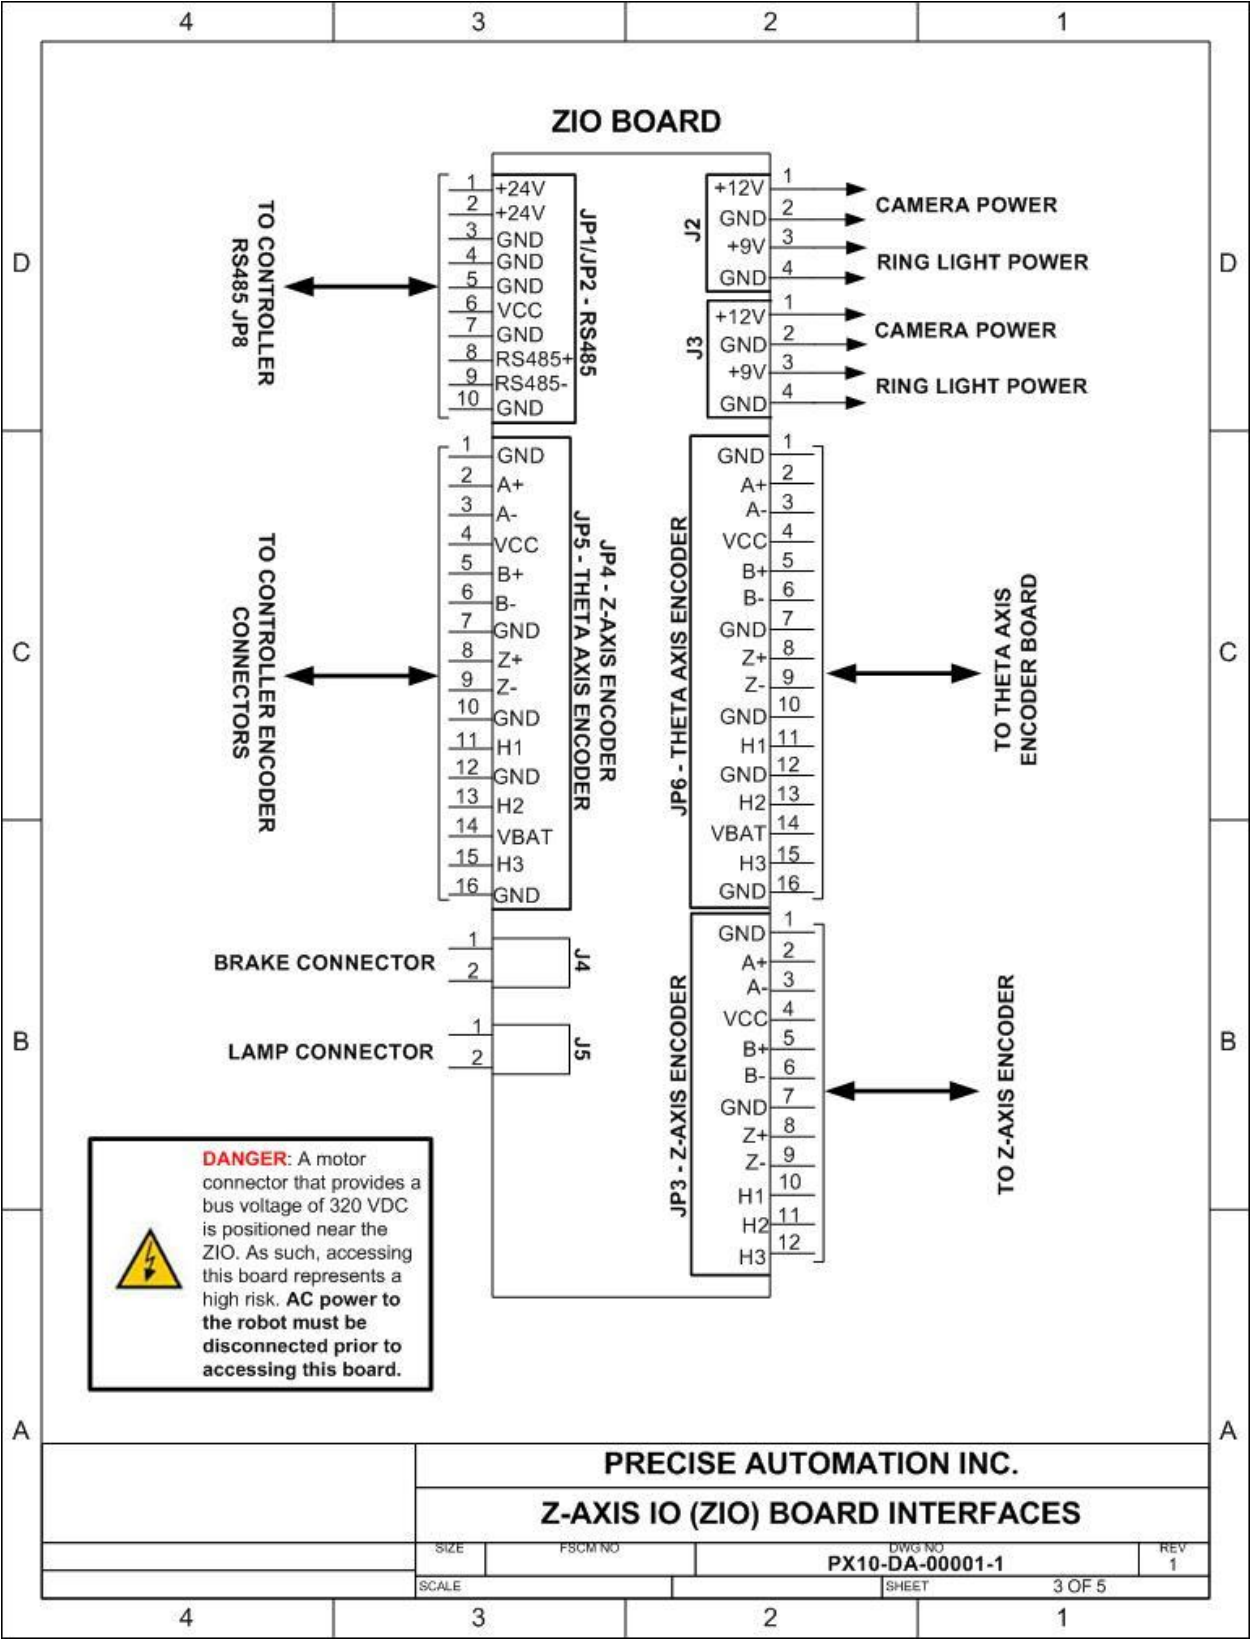 4 3 2 1
ZIO BOARD
D
D
TO CONTROLLER
RS485 JP8
1 +24V
2 +24V
3 GND
4 GND
5 GND
6 VCC
7 GND
8 RS485+
9 RS485-
10 GND
JP1/JP2 - RS485
J2
+12V 1
GND 2
+9V 3
GND 4
CAMERA POWER
RING LIGHT POWER
J3
+12V 1
GND 2
+9V 3
GND 4
CAMERA POWER
RING LIGHT POWER
C
C
TO CONTROLLER ENCODER
CONNECTORS
1 GND
2 A+
3 A-
4 VCC
5 B+
6 B-
7 GND
8 Z+
9 Z-
10 GND
11 H1
12 GND
13 H2
14 VBAT
15 H3
16 GND
JP4 - Z-AXIS ENCODER
JP5 - THETA AXIS ENCODER
JP6 - THETA AXIS ENCODER
GND 1
A+ 2
A- 3
VCC 4
B+ 5
B- 6
GND 7
Z+ 8
Z- 9
GND 10
H1 11
GND 12
H2 13
VBAT 14
H3 15
GND 16
TO THETA AXIS
ENCODER BOARD
B
B
BRAKE CONNECTOR
1
2
J4
LAMP CONNECTOR
1
2
J5
JP3 - Z-AXIS ENCODER
GND 1
A+ 2
A- 3
VCC 4
B+ 5
B- 6
GND 7
Z+ 8
Z- 9
H1 10
H2 11
H3 12
TO Z-AXIS ENCODER
DANGER: A motor
connector that provides a
bus voltage of 320 VDC
is positioned near the
ZIO. As such, accessing
this board represents a
high risk. AC power to
the robot must be
disconnected prior to
accessing this board.
A
A
PRECISE AUTOMATION INC.
Z-AXIS IO (ZIO) BOARD INTERFACES
SIZE FSCM NO DWG NO REV
PX10-DA-00001-1 1
SCALE SHEET 3 OF 5
4 3 2 1